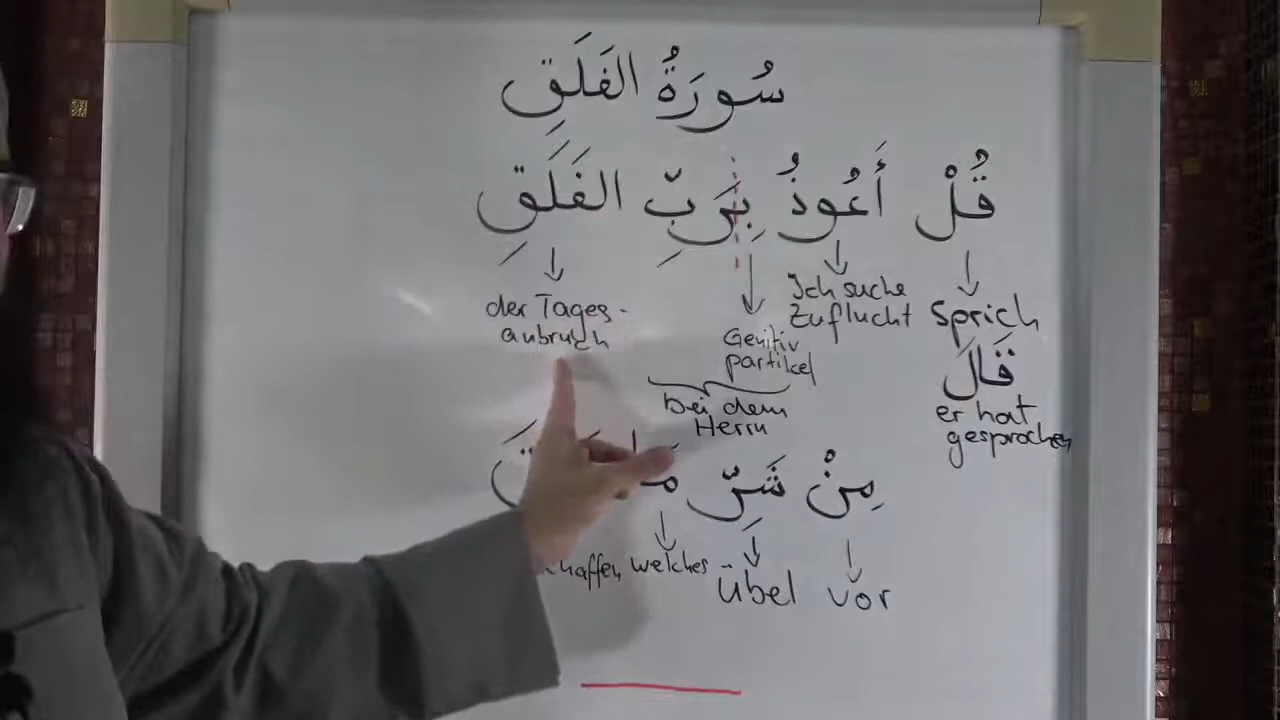 سُورَةُ الفَلَقِ
قُلْ أَعُوذُ بِرَبِّ الفَلَقِ
Sprich
Ich suche
Zuflucht
Genitiv
partikel
der Tages-
anbruch
قَالَ
er hat
gesprochen
bei dem
Herrn
مِنْ شَرِّ مَا
vor
Übel
welches